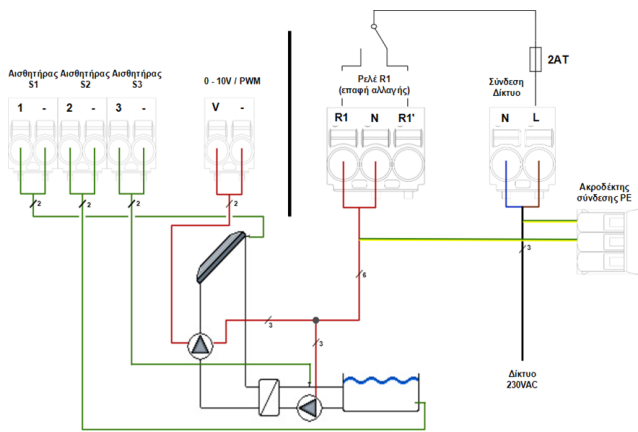 Αισθητήρας Αισθητήρας Αισθητήρας
S1 S2 S3
0 - 10V / PWM
Ρελέ R1
(επαφή αλλαγής)
2AT
Σύνδεση
Δίκτυο
1 - 2 - 3 -
V -
R1 N R1'
N L
Ακροδέκτης
σύνδεσης PE
2 2 2 2
3
6
3
3
Δίκτυο
230VAC